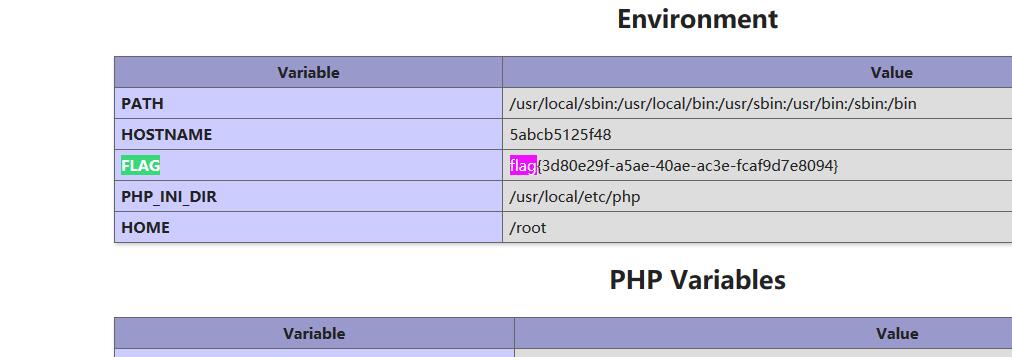 Environment
Variable Value
PATH /usr/local/sbin:/usr/local/bin:/usr/sbin:/usr/bin:/sbin:/bin
HOSTNAME 5abcb5125f48
FLAG flag{3d80e29f-a5ae-40ae-ac3e-fcaf9d7e8094}
PHP_INI_DIR /usr/local/etc/php
HOME /root
PHP Variables
Variable Value